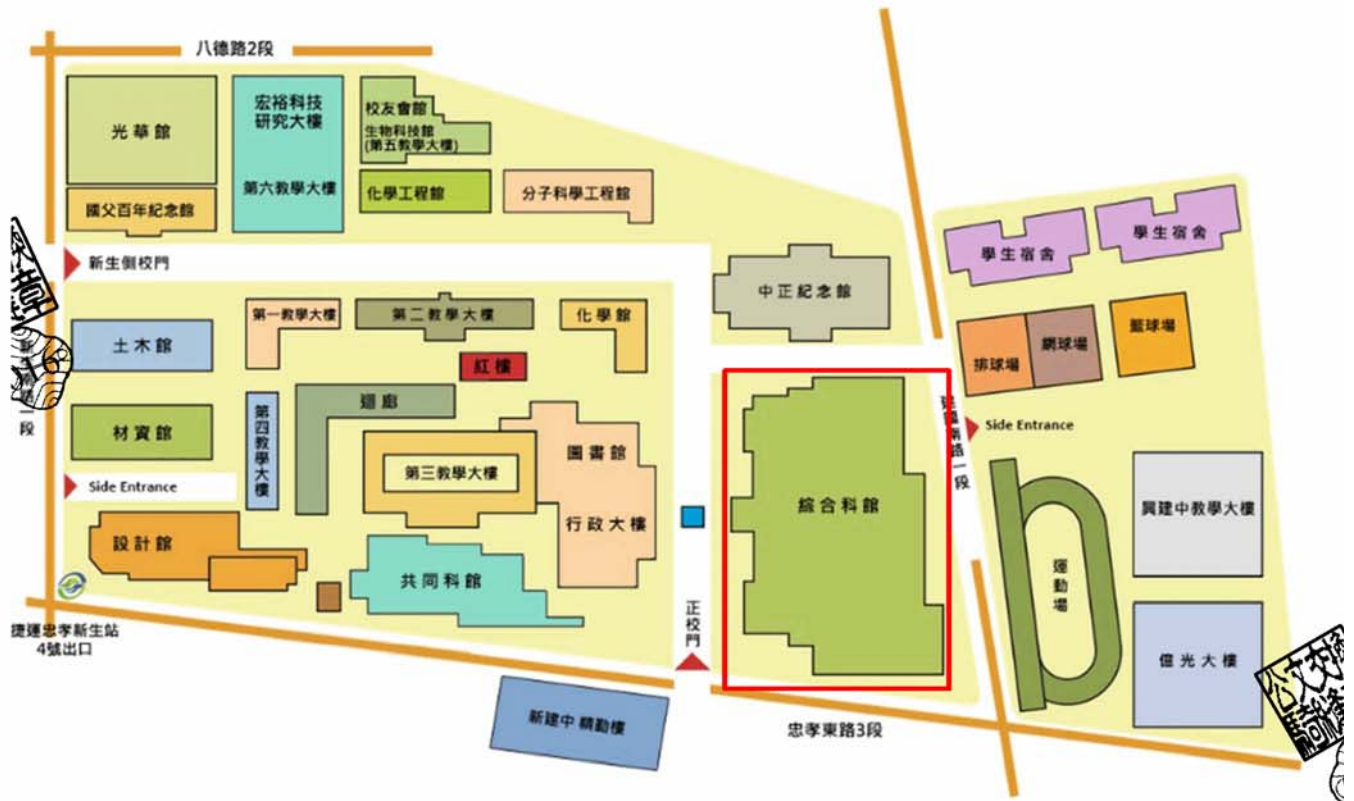 八德路2段
光華館
宏裕科技
研究大樓
第六教學大樓
校友會館
生物科技館
(第五教學大樓)
化學工程館
分子科學工程館
國父百年紀念館
新生側校門
中正紀念館
學生宿舍
學生宿舍
第一教學大樓
第二教學大樓
化學館
土木館
紅樓
排球場
網球場
籃球場
迴廊
材資館
第四教學大樓
第三教學大樓
圖書館
行政大樓
綜合科館
建國南路一段
Side Entrance
Side Entrance
設計館
共同科館
正校門
運動場
興建中教學大樓
億光大樓
捷運忠孝新生站
4號出口
新建中精勤樓
忠孝東路3段